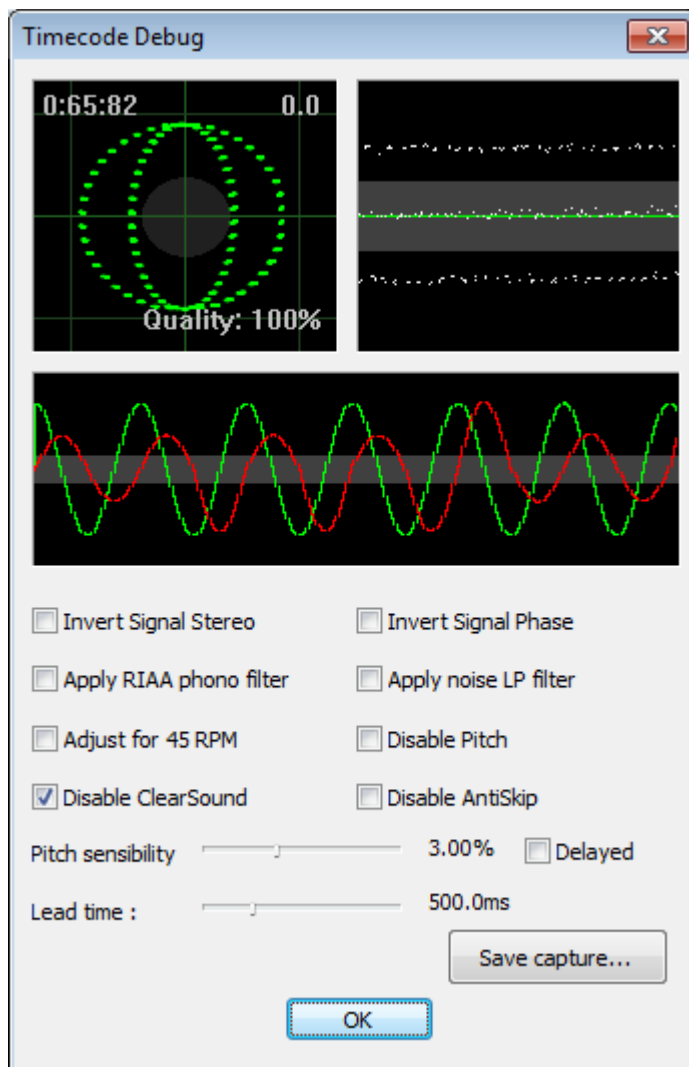 Timecode Debug
0:65:82 0.0
Quality: 100%
Invert Signal Stereo Invert Signal Phase
Apply RIAA phono filter Apply noise LP filter
Adjust for 45 RPM Disable Pitch
Disable ClearSound Disable AntiSkip
Pitch sensibility 3.00% Delayed
Lead time : 500.0ms
Save capture...
OK